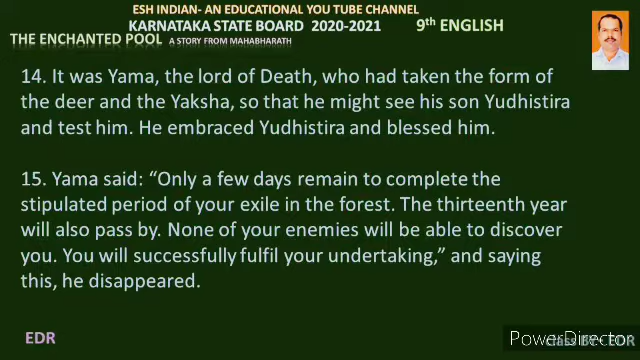 ESH INDIAN- AN EDUCATIONAL YOU TUBE CHANNEL
KARNATAKA STATE BOARD 2020-2021 9th ENGLISH
THE ENCHANTED POOL A STORY FROM MAHABHARATH
14. It was Yama, the lord of Death, who had taken the form of
the deer and the Yaksha, so that he might see his son Yudhistira
and test him. He embraced Yudhistira and blessed him.
15. Yama said: “Only a few days remain to complete the
stipulated period of your exile in the forest. The thirteenth year
will also pass by. None of your enemies will be able to discover
you. You will successfully fulfil your undertaking,” and saying
this, he disappeared.
EDR
PowerDirector